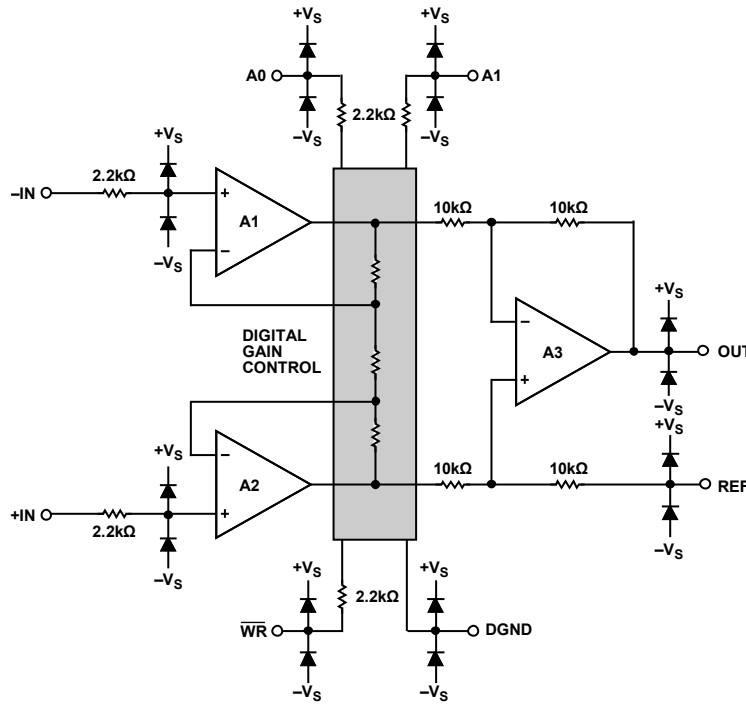 +VS +VS
A0 A1
2.2kΩ
–VS –VS
+VS
2.2kΩ
–IN
+
A1
–
–VS
10kΩ 10kΩ
DIGITAL
GAIN
CONTROL
+VS
–
A3
+
OUT
–VS
+VS
–
A2
+
+VS
+IN
2.2kΩ
–VS
10kΩ 10kΩ
REF
–VS
+VS +VS
2.2kΩ
WR DGND
–VS –VS